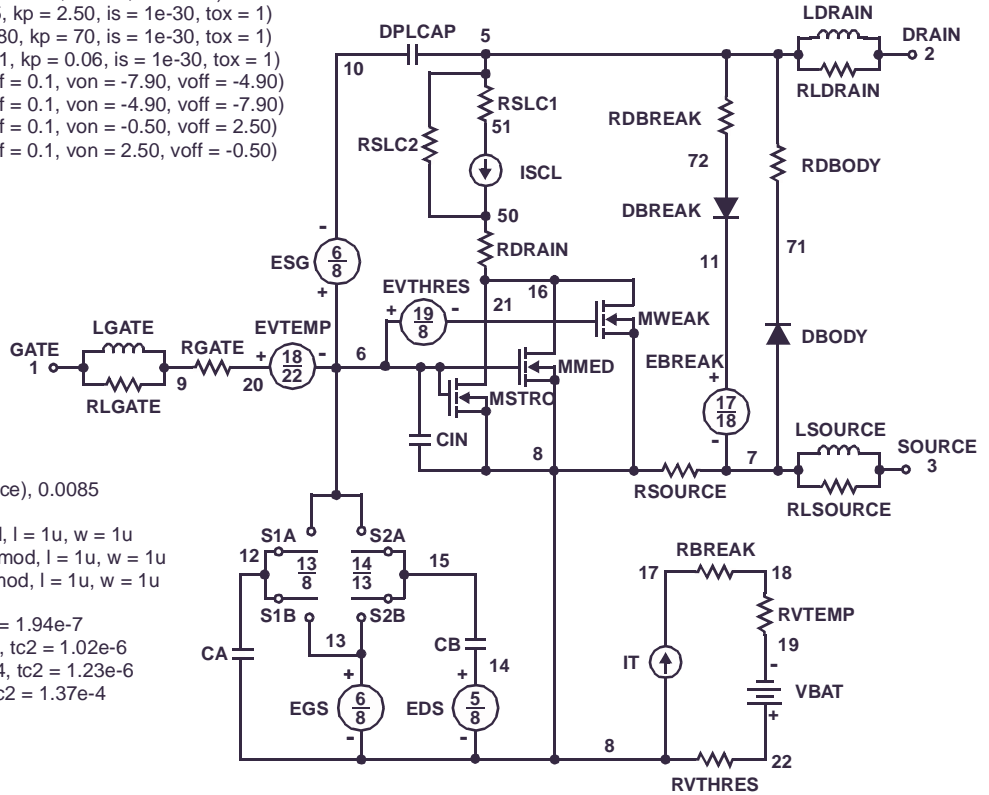 , kp = 2.50, is = 1e-30, tox = 1)
80, kp = 70, is = 1e-30, tox = 1)
1, kp = 0.06, is = 1e-30, tox = 1)
f = 0.1, von = -7.90, voff = -4.90)
f = 0.1, von = -4.90, voff = -7.90)
f = 0.1, von = -0.50, voff = 2.50)
f = 0.1, von = 2.50, voff = -0.50)
LDRAIN
DPLCAP 5 DRAIN
10 2
RLDRAIN
RSLC1
51
RDBREAK
RSLC2
72
RDBODY
ISCL
DBREAK
50
71
RDRAIN
11
-
ESG 6 8
+
EVTHRES
16
21
+ 19 8 -
MWEAK
LGATE EVTEMP
GATE RGATE
1 + 18 22 - 6
9 20
RLGATE
MMED
MSTRO
DBODY
EBREAK
+
17 18
-
CIN
8
7
LSOURCE
SOURCE
3
RSOURCE
RLSOURCE
ce), 0.0085
l, l = 1u, w = 1u
mod, l = 1u, w = 1u
mod, l = 1u, w = 1u
= 1.94e-7
, tc2 = 1.02e-6
4, tc2 = 1.23e-6
c2 = 1.37e-4
S1A S2A
12 13 8 14 13 15
S1B S2B
13
CA
CB
14
+ +
EGS 6 8 EDS 5 8
- -
8
RBREAK
17 18
RVTEMP
19
IT
-
VBAT
+
22
RVTHRES